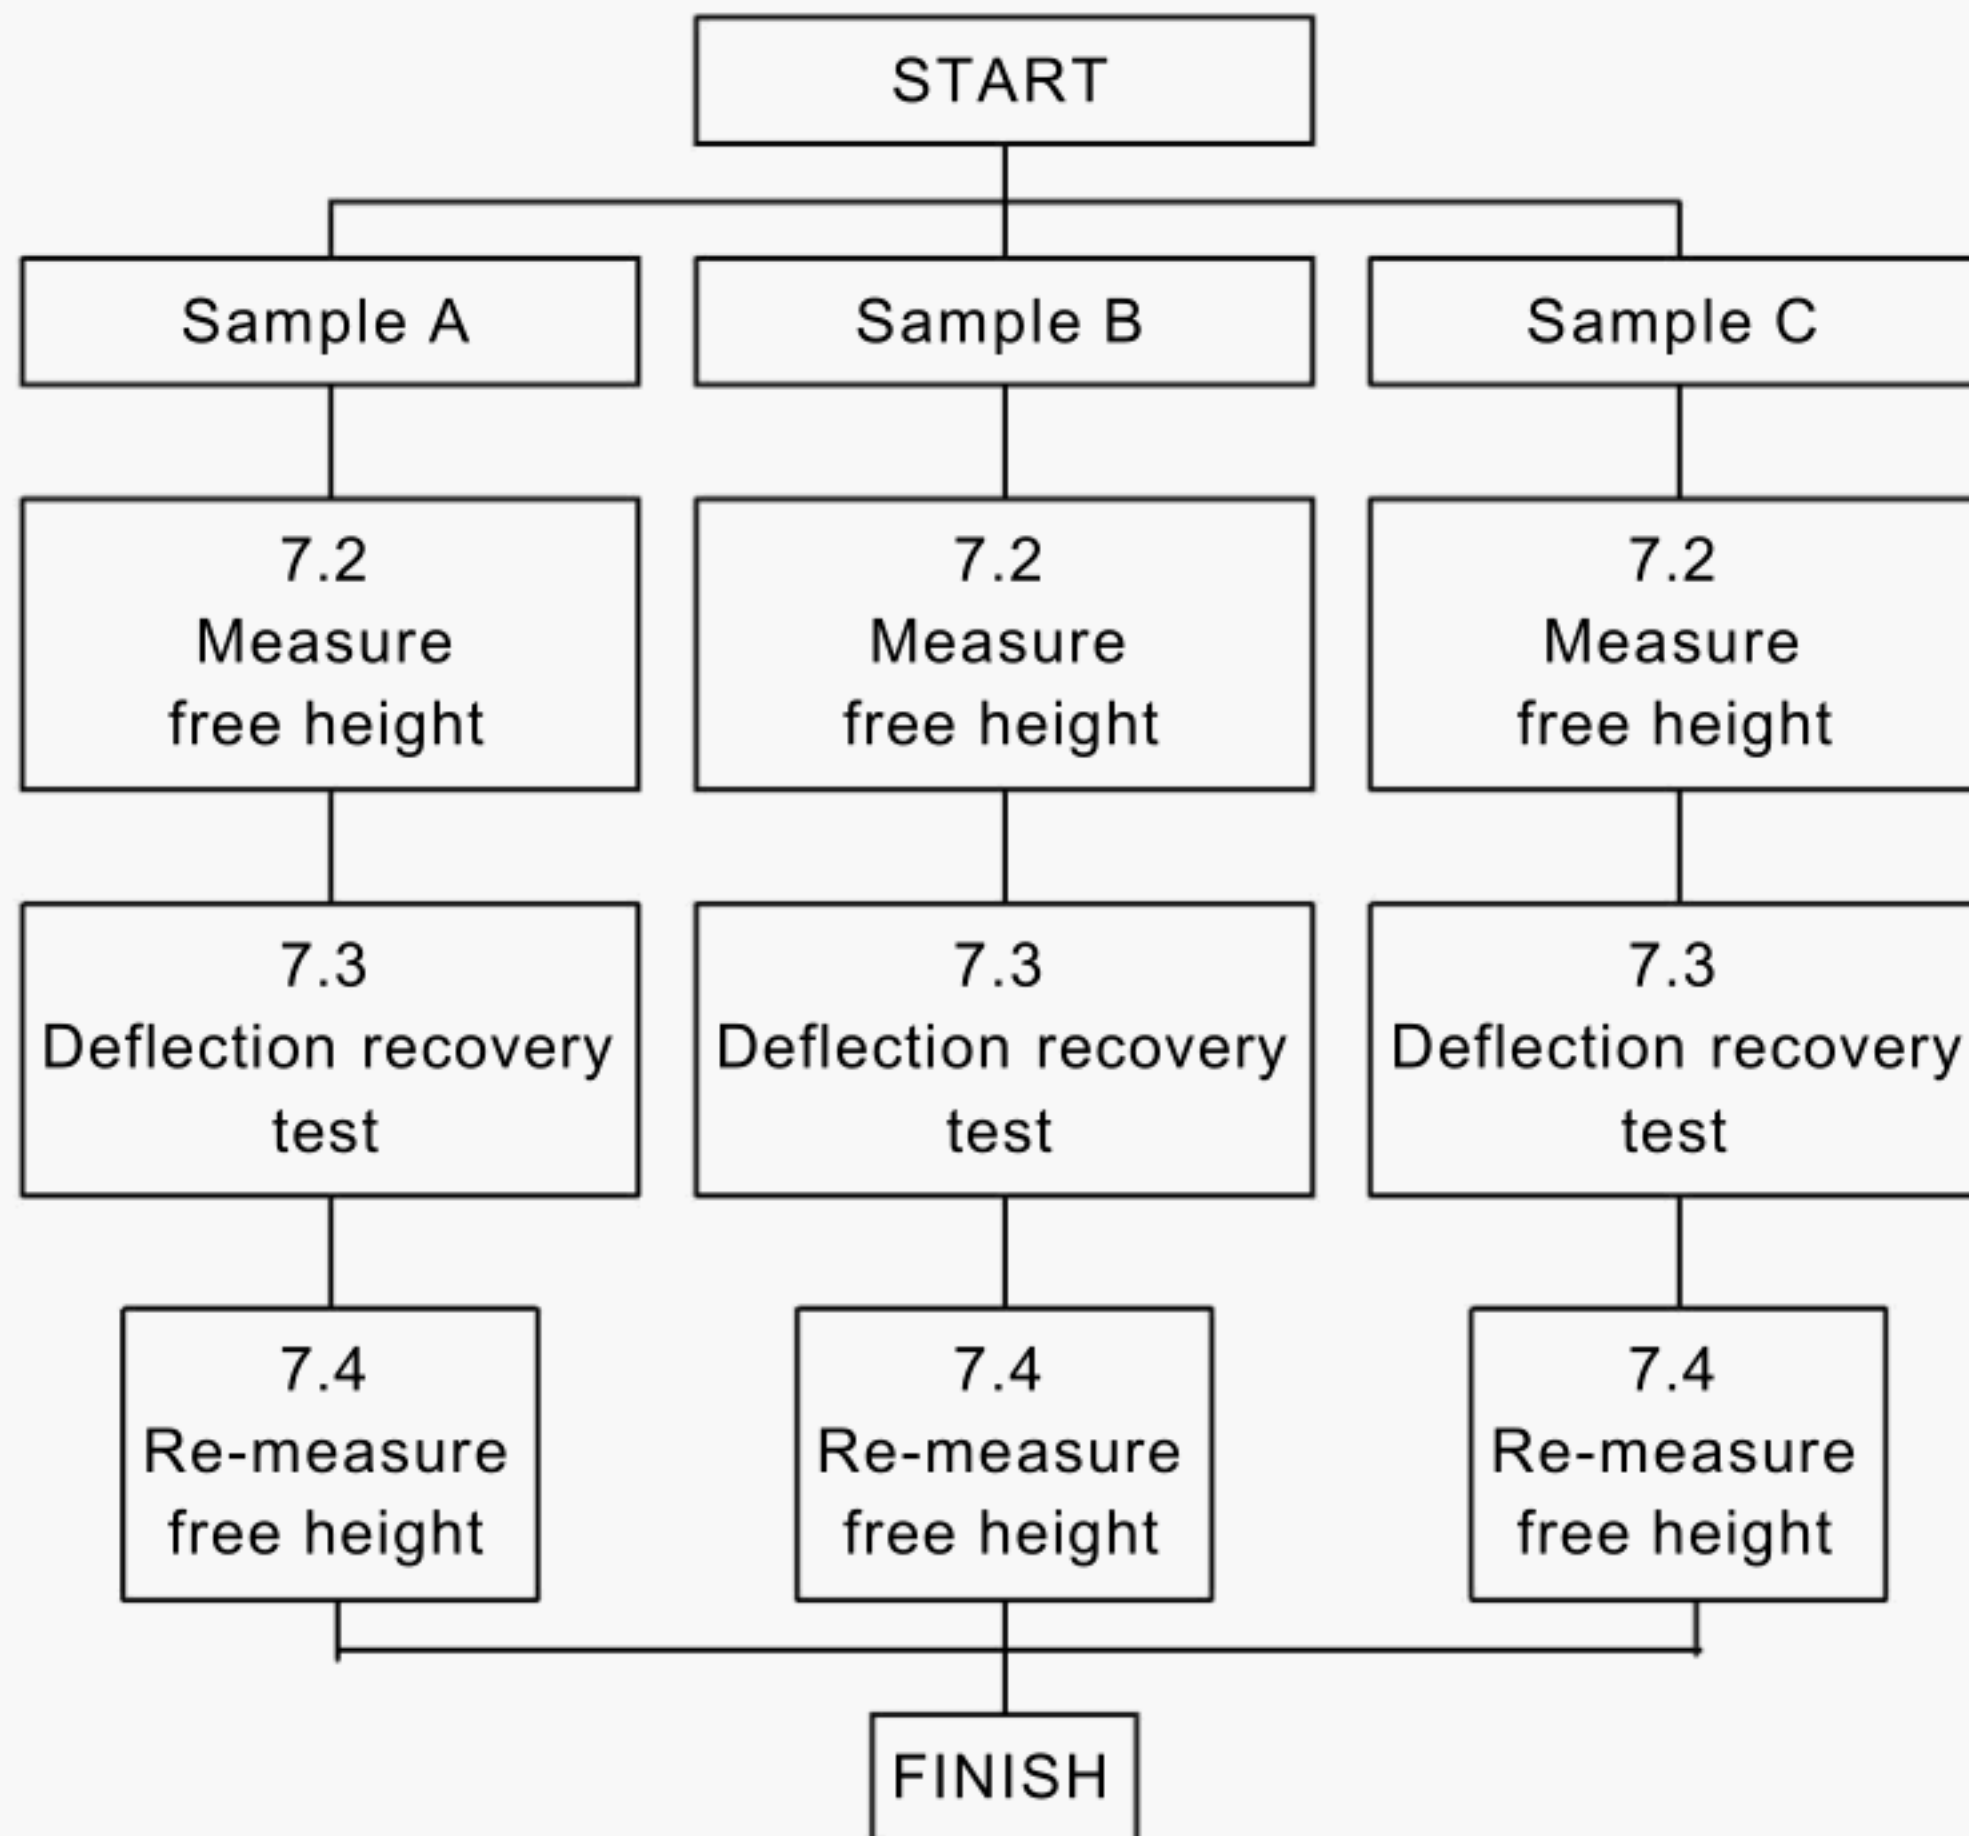 START
Sample A
Sample B
Sample C
7.2
Measure
free height
7.2
Measure
free height
7.2
Measure
free height
7.3
Deflection recovery
test
7.3
Deflection recovery
test
7.3
Deflection recovery
test
7.4
Re-measure
free height
7.4
Re-measure
free height
7.4
Re-measure
free height
FINISH